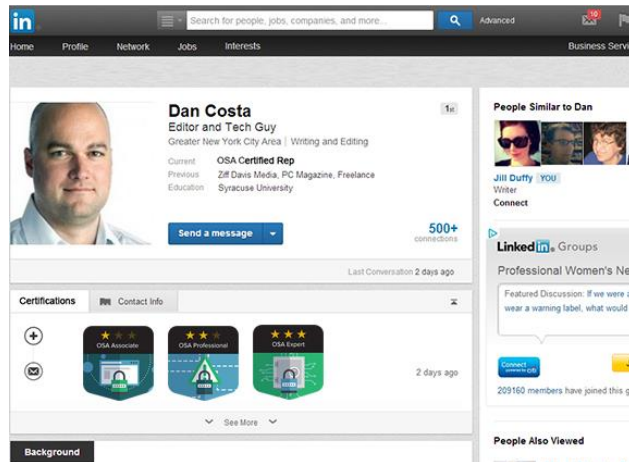 in
Search for people, jobs, companies, and more...
Advanced
10
Home Profile Network Jobs Interests
Business Servi
Dan Costa
1st
Editor and Tech Guy
Greater New York City Area | Writing and Editing
Current OSA Certified Rep
Previous Ziff Davis Media, PC Magazine, Freelance
Education Syracuse University
Send a message
500+
connections
Last Conversation 2 days ago
Certifications
Contact Info
OSA Associate
OSA Professional
OSA Expert
2 days ago
See More
Background
People Similar to Dan
Jill Duffy YOU
Writer
Connect
Linked in Groups
Professional Women's Ne
Featured Discussion: If we were a
wear a warning label, what would
Connect
209160 members have joined this g
People Also Viewed